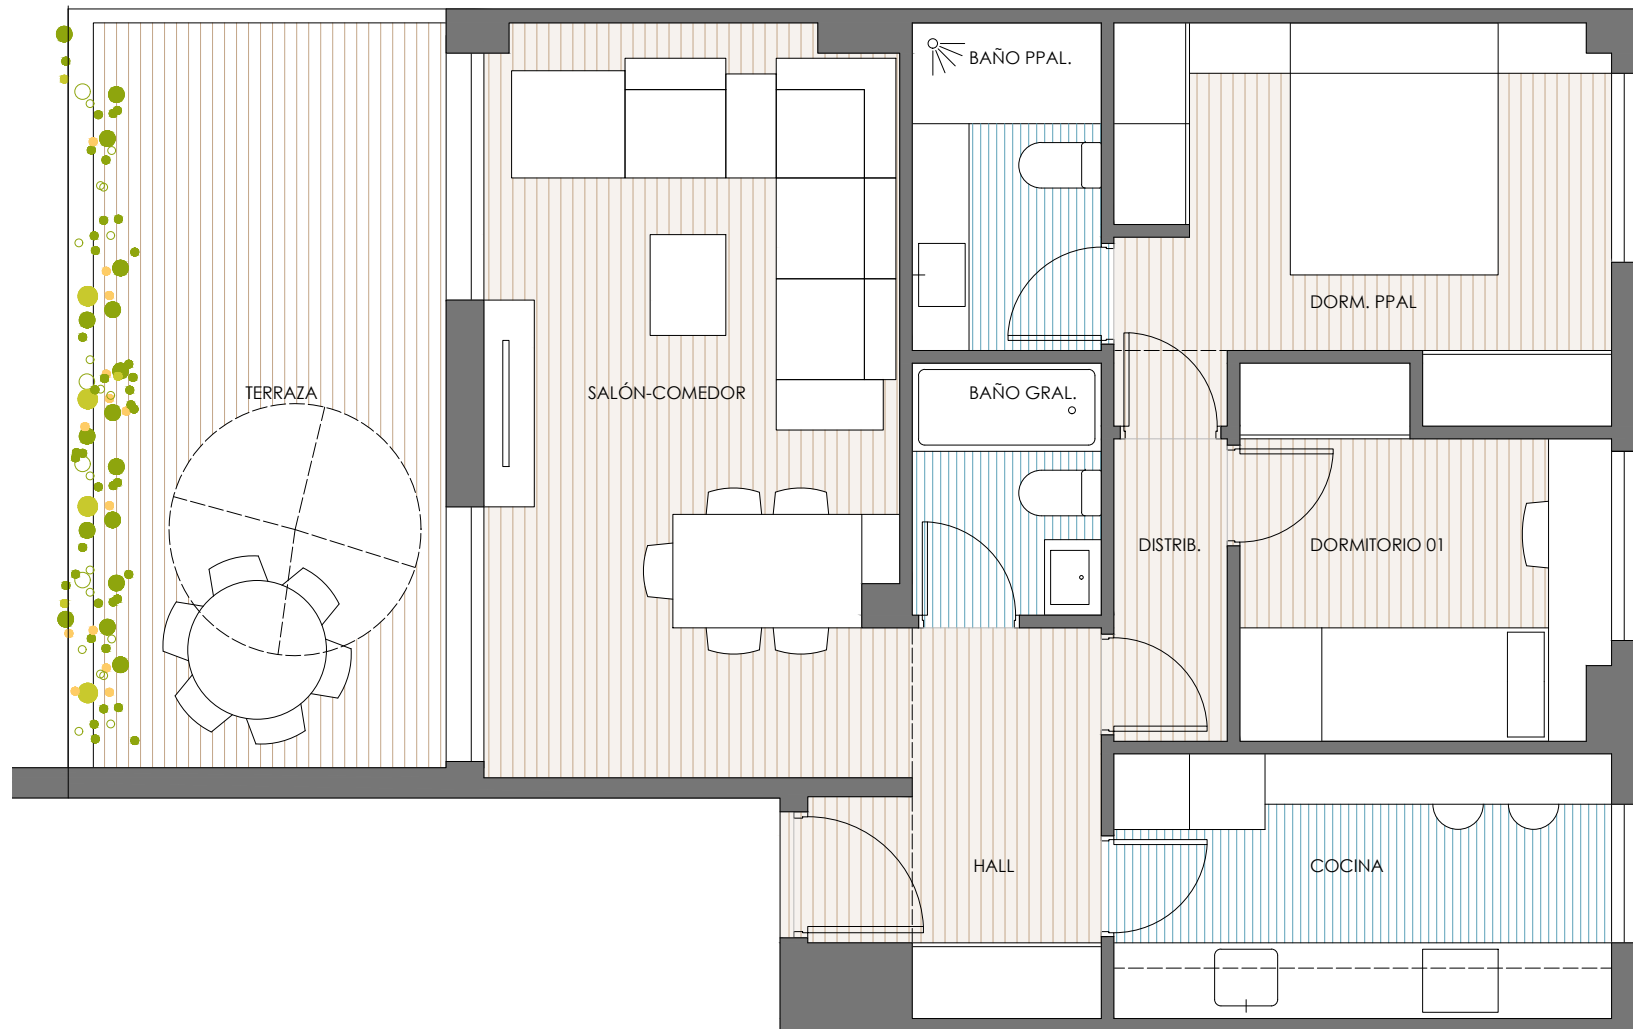 BAÑO PPAL.
DORM. PPAL
TERRAZA
SALÓN-COMEDOR
BAÑO GRAL.
DISTRIB.
DORMITORIO 01
HALL
COCINA